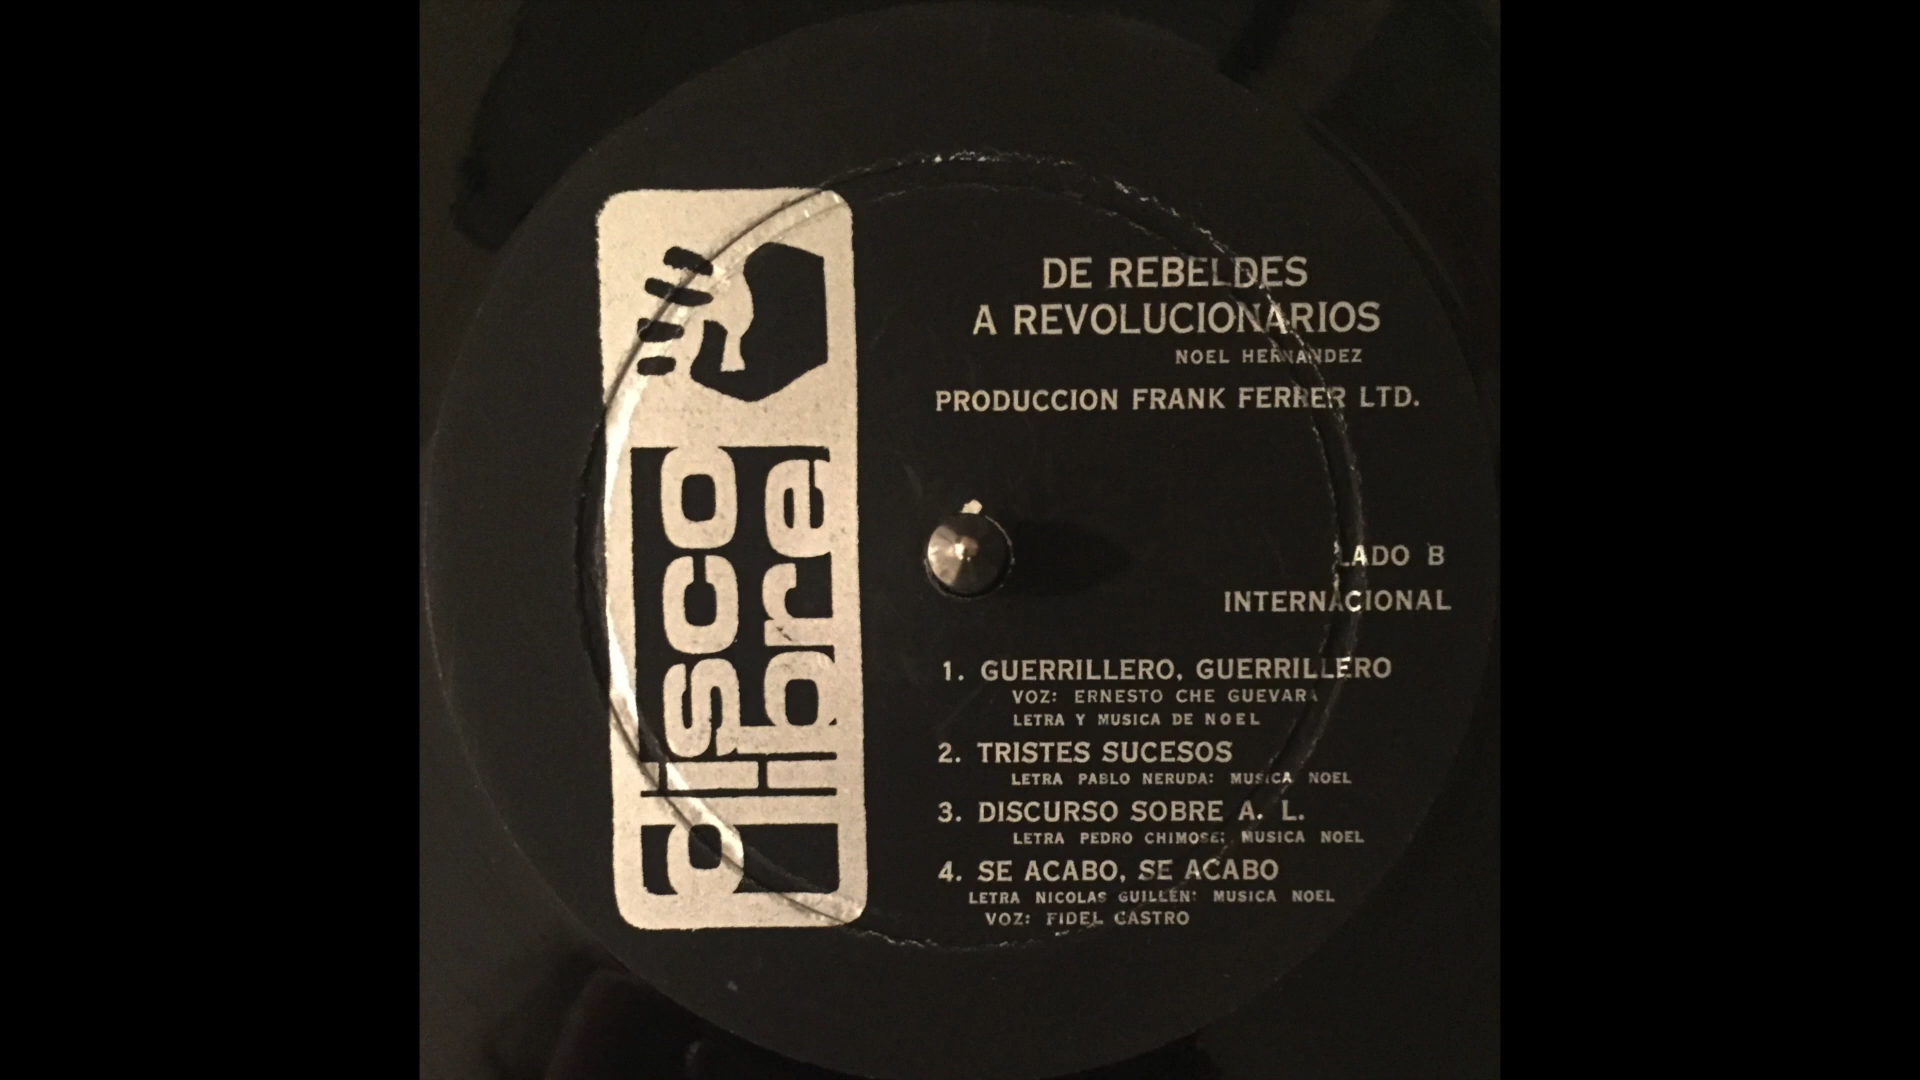 Disco
libre
DE REBELDES
A REVOLUCIONARIOS
NOEL HERNANDEZ
PRODUCCION FRANK FERRER LTD.
LADO B
INTERNACIONAL
1. GUERRILLERO, GUERRILLERO
VOZ: ERNESTO CHE GUEVARA
LETRA Y MUSICA DE NOEL
2. TRISTES SUCESOS
LETRA PABLO NERUDA: MUSICA NOEL
3. DISCURSO SOBRE A. L.
LETRA PEDRO CHIMOSE: MUSICA NOEL
4. SE ACABO, SE ACABO
LETRA NICOLAS GUILLEN: MUSICA NOEL
VOZ: FIDEL CASTRO